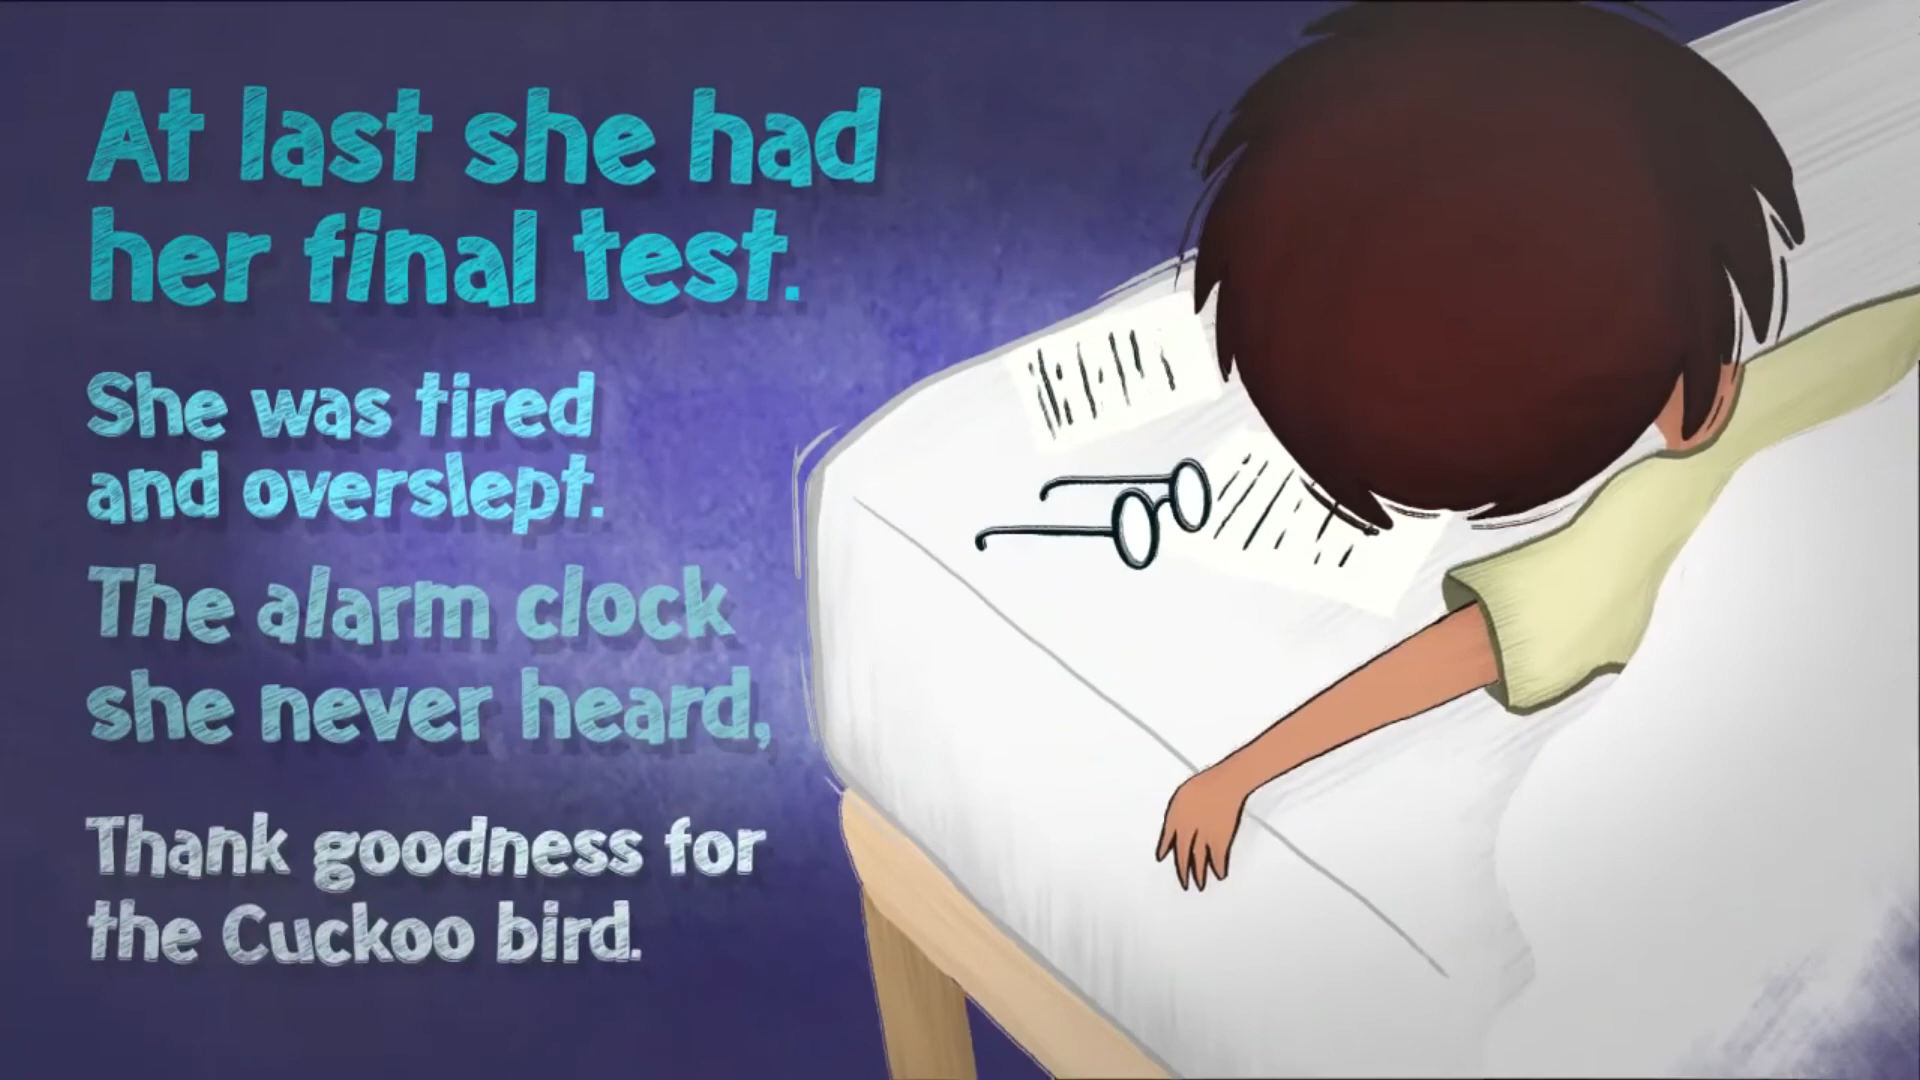 At last she had
her final test.
She was tired
and overslept.
The alarm clock
she never heard,
Thank goodness for
the Cuckoo bird.